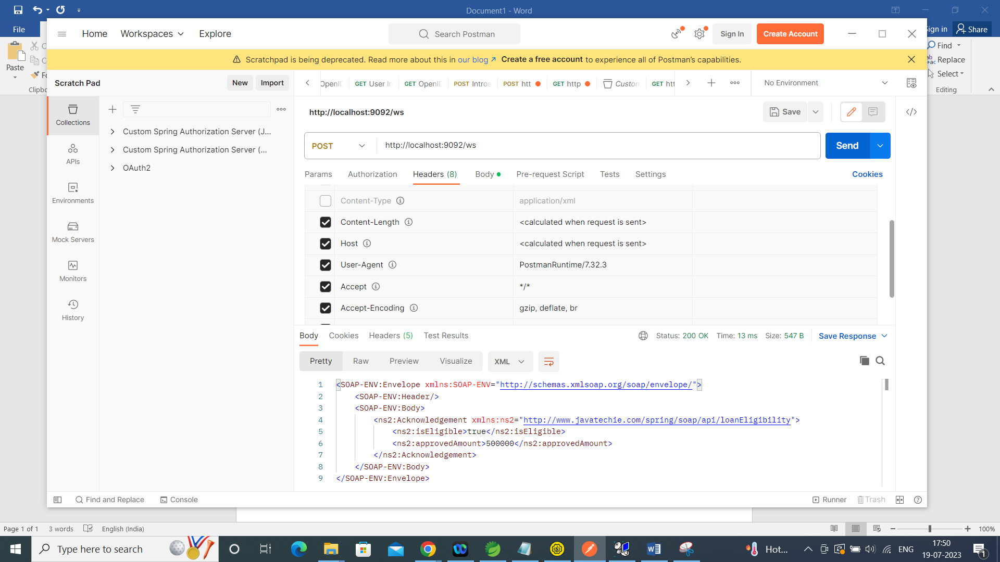 Document1 - Word
File
Sign in
Share
Paste
Clipbo
Find
Replace
Select
Editing
Home
Workspaces
Explore
Search Postman
Sign In
Create Account
Scratchpad is being deprecated. Read more about this in our blog ↗ Create a free account to experience all of Postman's capabilities.
Scratch Pad
New
Import
OpenID
GET User In
GET OpenID
POST Intros
POST htt
GET http
Custom
GET htt
No Environment
Collections
APIs
Environments
Mock Servers
Monitors
History
Custom Spring Authorization Server (J...
Custom Spring Authorization Server (...
OAuth2
http://localhost:9092/ws
Save
POST
http://localhost:9092/ws
Send
Params
Authorization
Headers (8)
Body
Pre-request Script
Tests
Settings
Cookies
Content-Type
application/xml
Content-Length
<calculated when request is sent>
Host
<calculated when request is sent>
User-Agent
PostmanRuntime/7.32.3
Accept
*/*
Accept-Encoding
gzip, deflate, br
Body
Cookies
Headers (5)
Test Results
Status: 200 OK
Time: 13 ms
Size: 547 B
Save Response
Pretty
Raw
Preview
Visualize
XML
1 <SOAP-ENV:Envelope xmlns:SOAP-ENV="http://schemas.xmlsoap.org/soap/envelope/">
2 <SOAP-ENV:Header/>
3 <SOAP-ENV:Body>
4 <ns2:Acknowledgement xmlns:ns2="http://www.javatechie.com/spring/soap/api/loanEligibility">
5 <ns2:isEligible>true</ns2:isEligible>
6 <ns2:approvedAmount>500000</ns2:approvedAmount>
7 </ns2:Acknowledgement>
8 </SOAP-ENV:Body>
9 </SOAP-ENV:Envelope>
Find and Replace
Console
Runner
Trash
Page 1 of 1
3 words
English (India)
100%
Type here to search
Hot...
ENG
17:50
19-07-2023
1